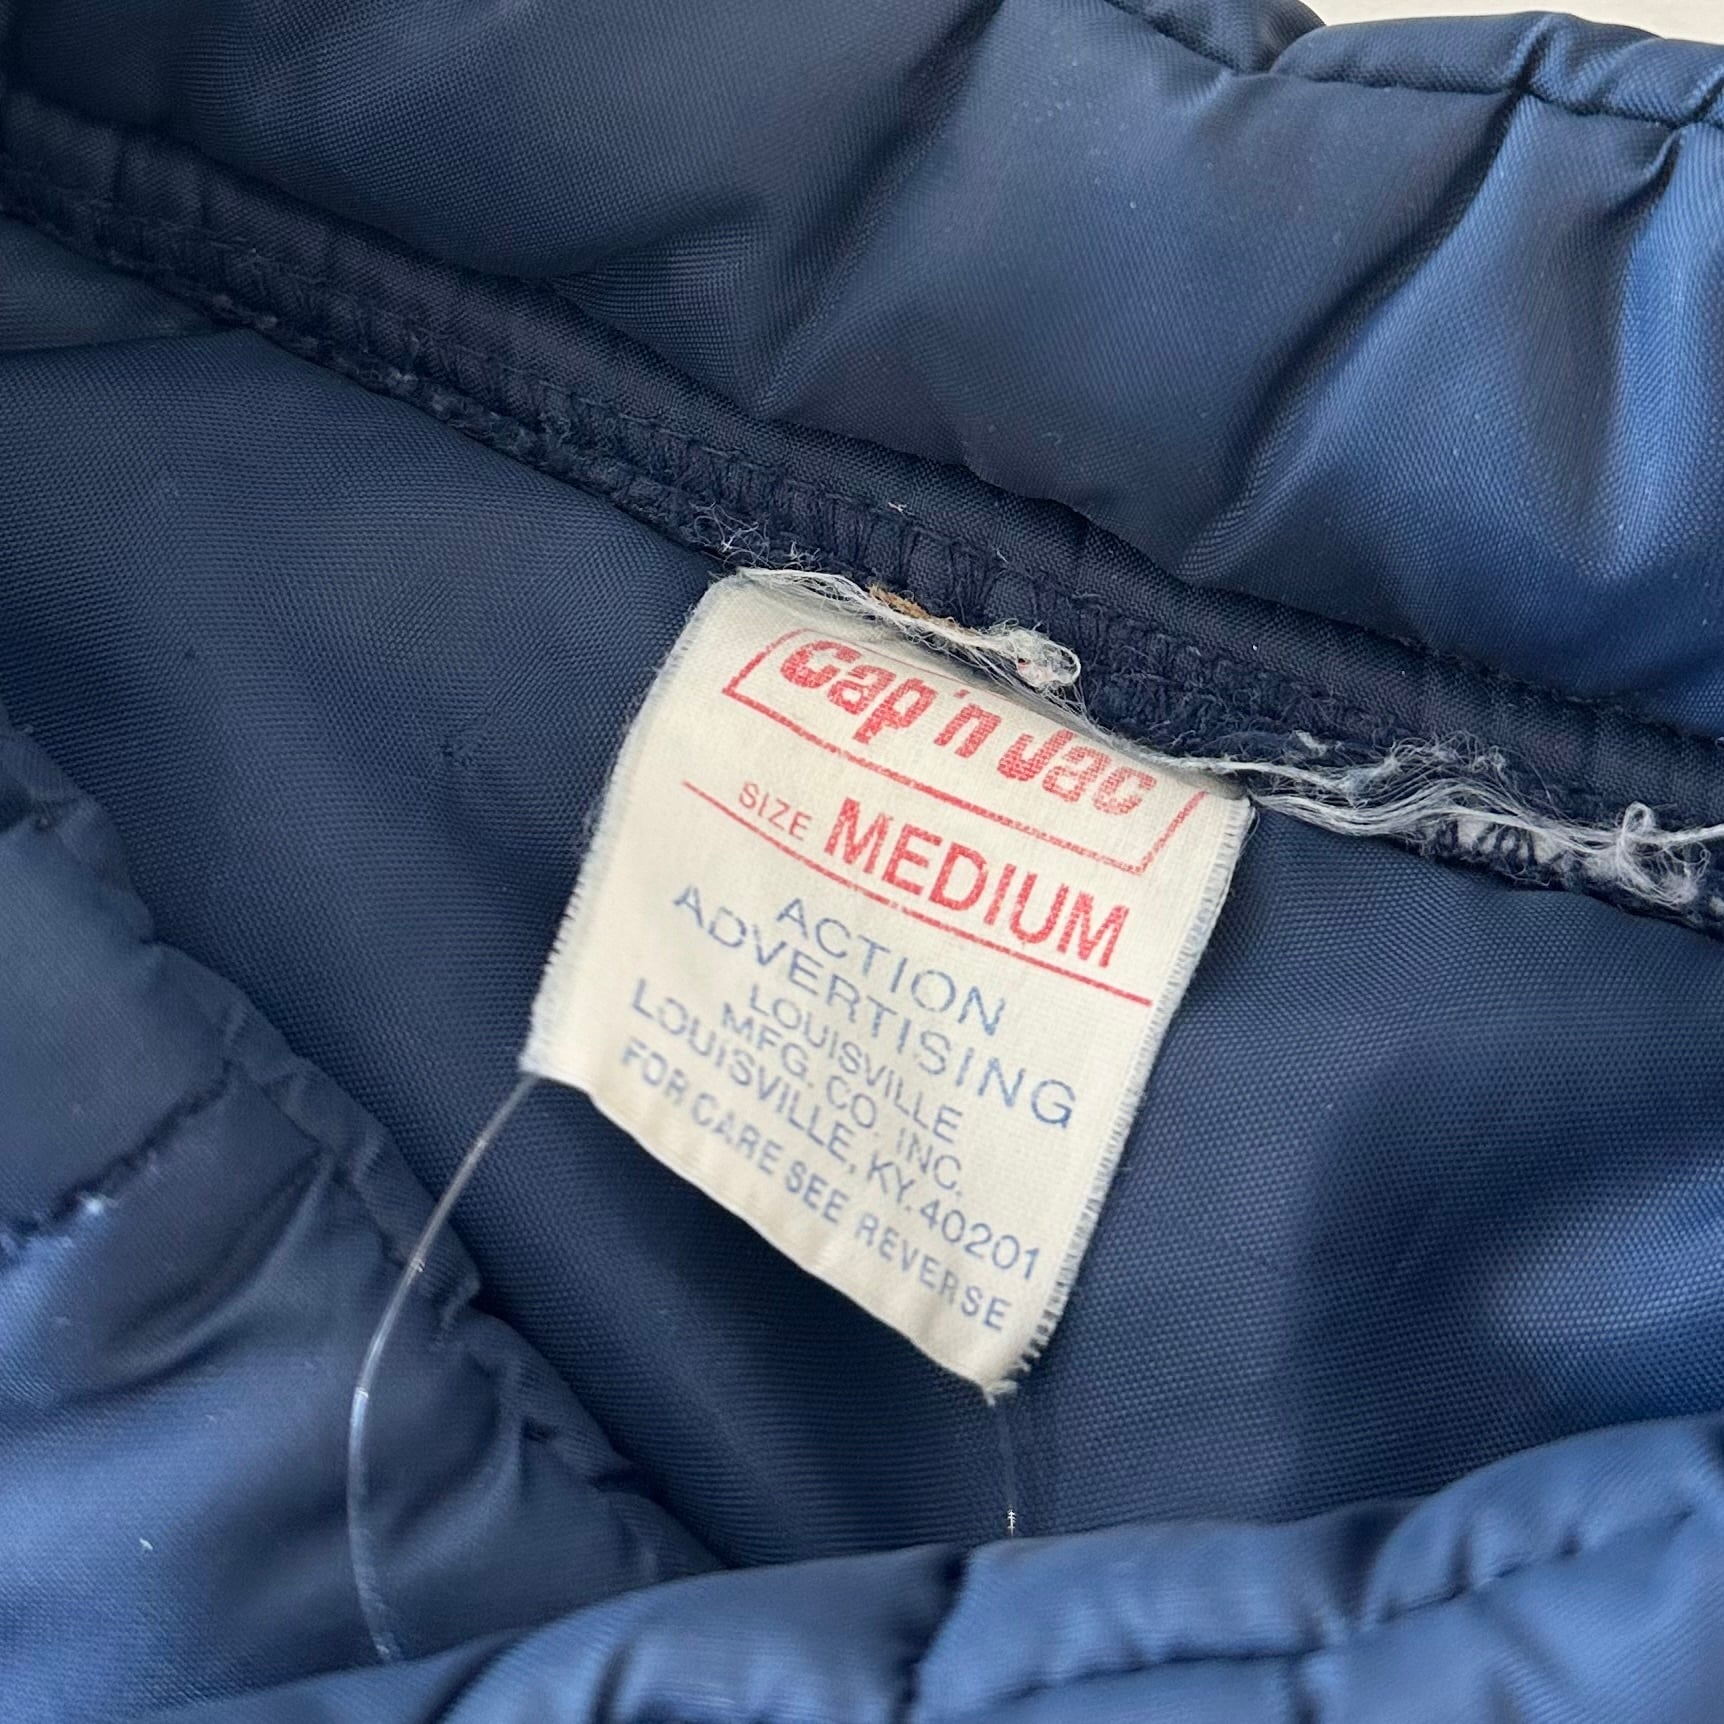 Cap'n Jac
SIZE MEDIUM
ACTION
ADVERTISING
LOUISVILLE
MFG. CO. INC.
LOUISVILLE, KY. 40201
FOR CARE SEE REVERSE